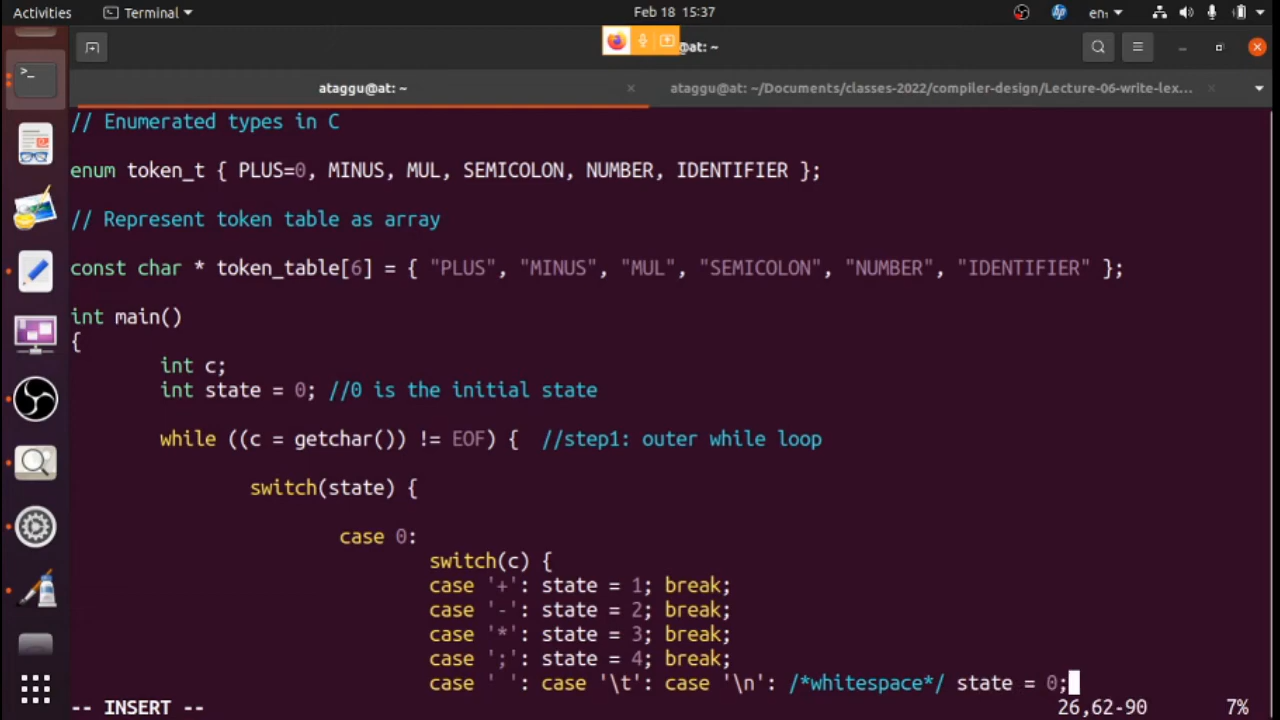 Activities Terminal Feb 18 15:37 en₁
@at: ~
ataggu@at: ~ ataggu@at: ~/Documents/classes-2022/compiler-design/Lecture-06-write-lex...
// Enumerated types in C
enum token_t { PLUS=0, MINUS, MUL, SEMICOLON, NUMBER, IDENTIFIER };
// Represent token table as array
const char * token_table[6] = { "PLUS", "MINUS", "MUL", "SEMICOLON", "NUMBER", "IDENTIFIER" };
int main()
{
int c;
int state = 0; //0 is the initial state
while ((c = getchar()) != EOF) { //step1: outer while loop
switch(state) {
case 0:
switch(c) {
case '+': state = 1; break;
case '-': state = 2; break;
case '*': state = 3; break;
case ';': state = 4; break;
case ' ': case '\t': case '\n': /*whitespace*/ state = 0;
-- INSERT -- 26,62-90 7%